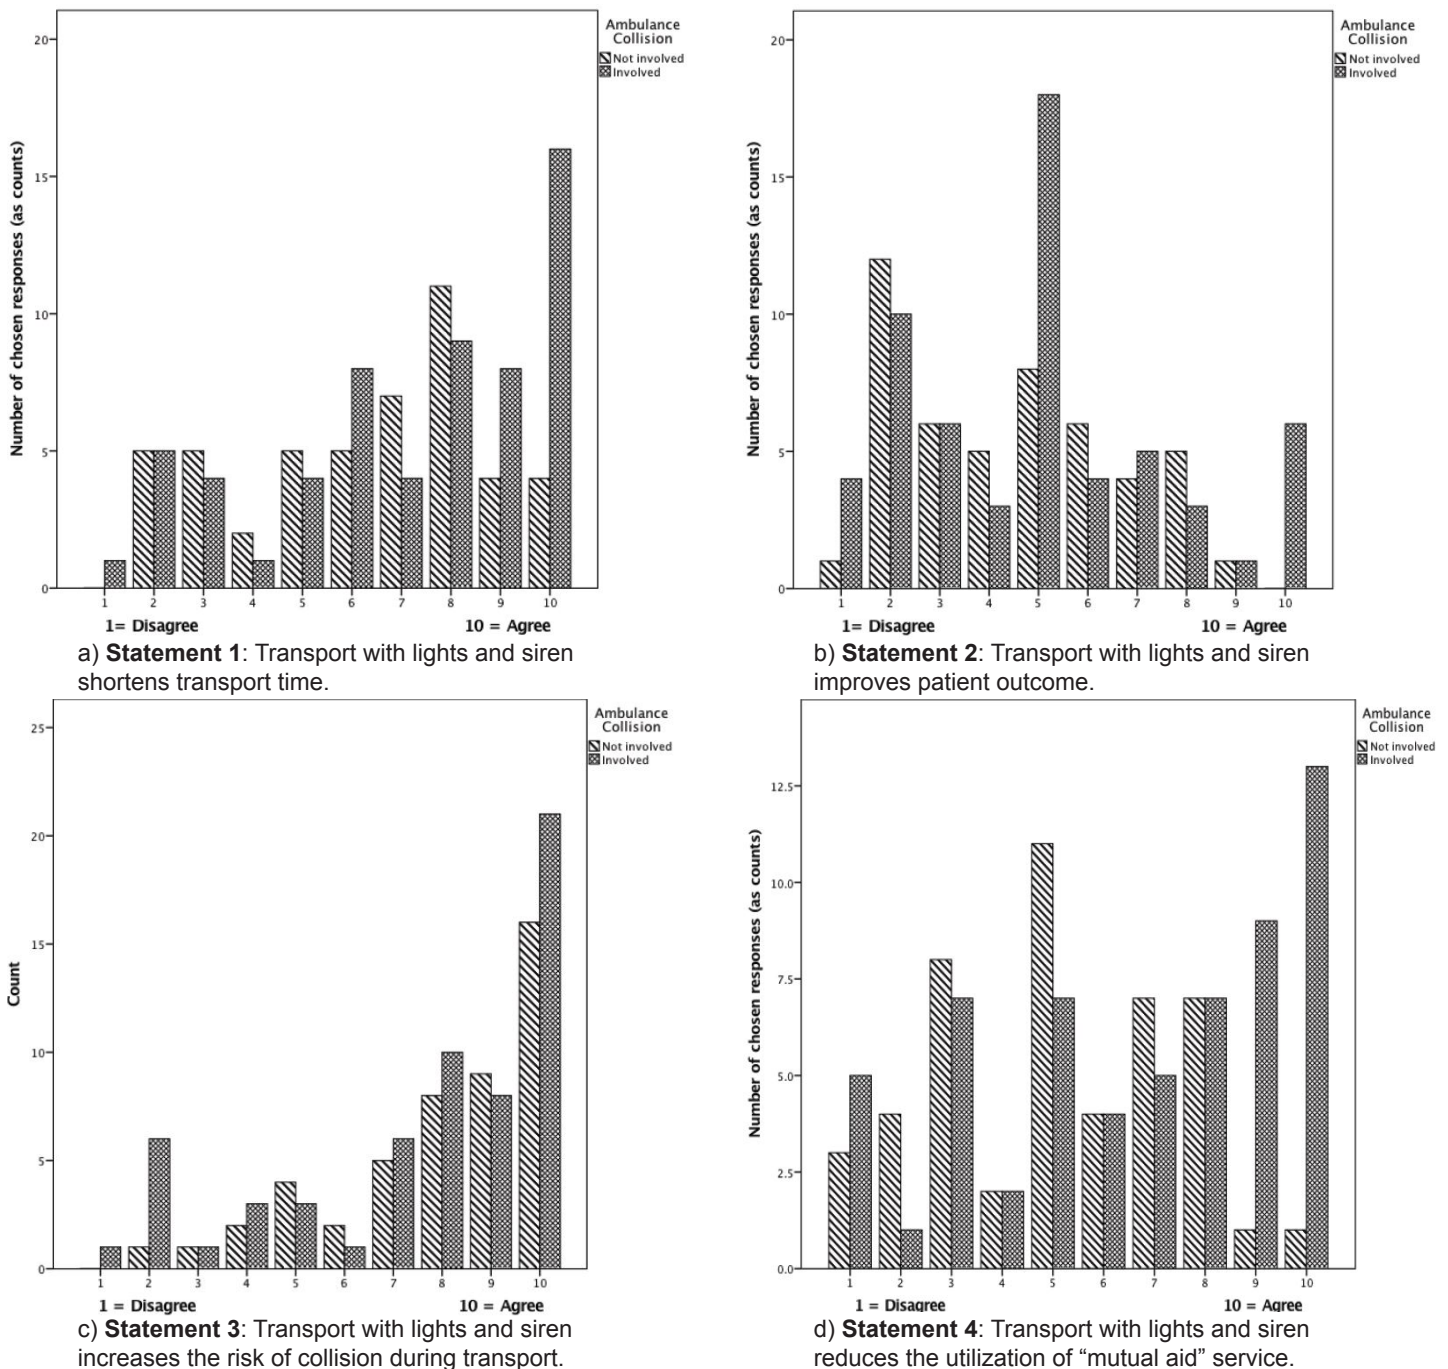 Ambulance
Collision
Not involved
Involved
Number of chosen responses (as counts)
20
15
10
5
0
1 2 3 4 5 6 7 8 9 10
1= Disagree 10 = Agree
a) Statement 1: Transport with lights and siren
shortens transport time.
Ambulance
Collision
Not involved
Involved
Number of chosen responses (as counts)
20
15
10
5
0
1 2 3 4 5 6 7 8 9 10
1= Disagree 10 = Agree
b) Statement 2: Transport with lights and siren
improves patient outcome.
Ambulance
Collision
Not involved
Involved
Count
25
20
15
10
5
0
1 2 3 4 5 6 7 8 9 10
1 = Disagree 10 = Agree
c) Statement 3: Transport with lights and siren
increases the risk of collision during transport.
Ambulance
Collision
Not involved
Involved
Number of chosen responses (as counts)
12.5
10.0
7.5
5.0
2.5
0.0
1 2 3 4 5 6 7 8 9 10
1 = Disagree 10 = Agree
d) Statement 4: Transport with lights and siren
reduces the utilization of “mutual aid” service.